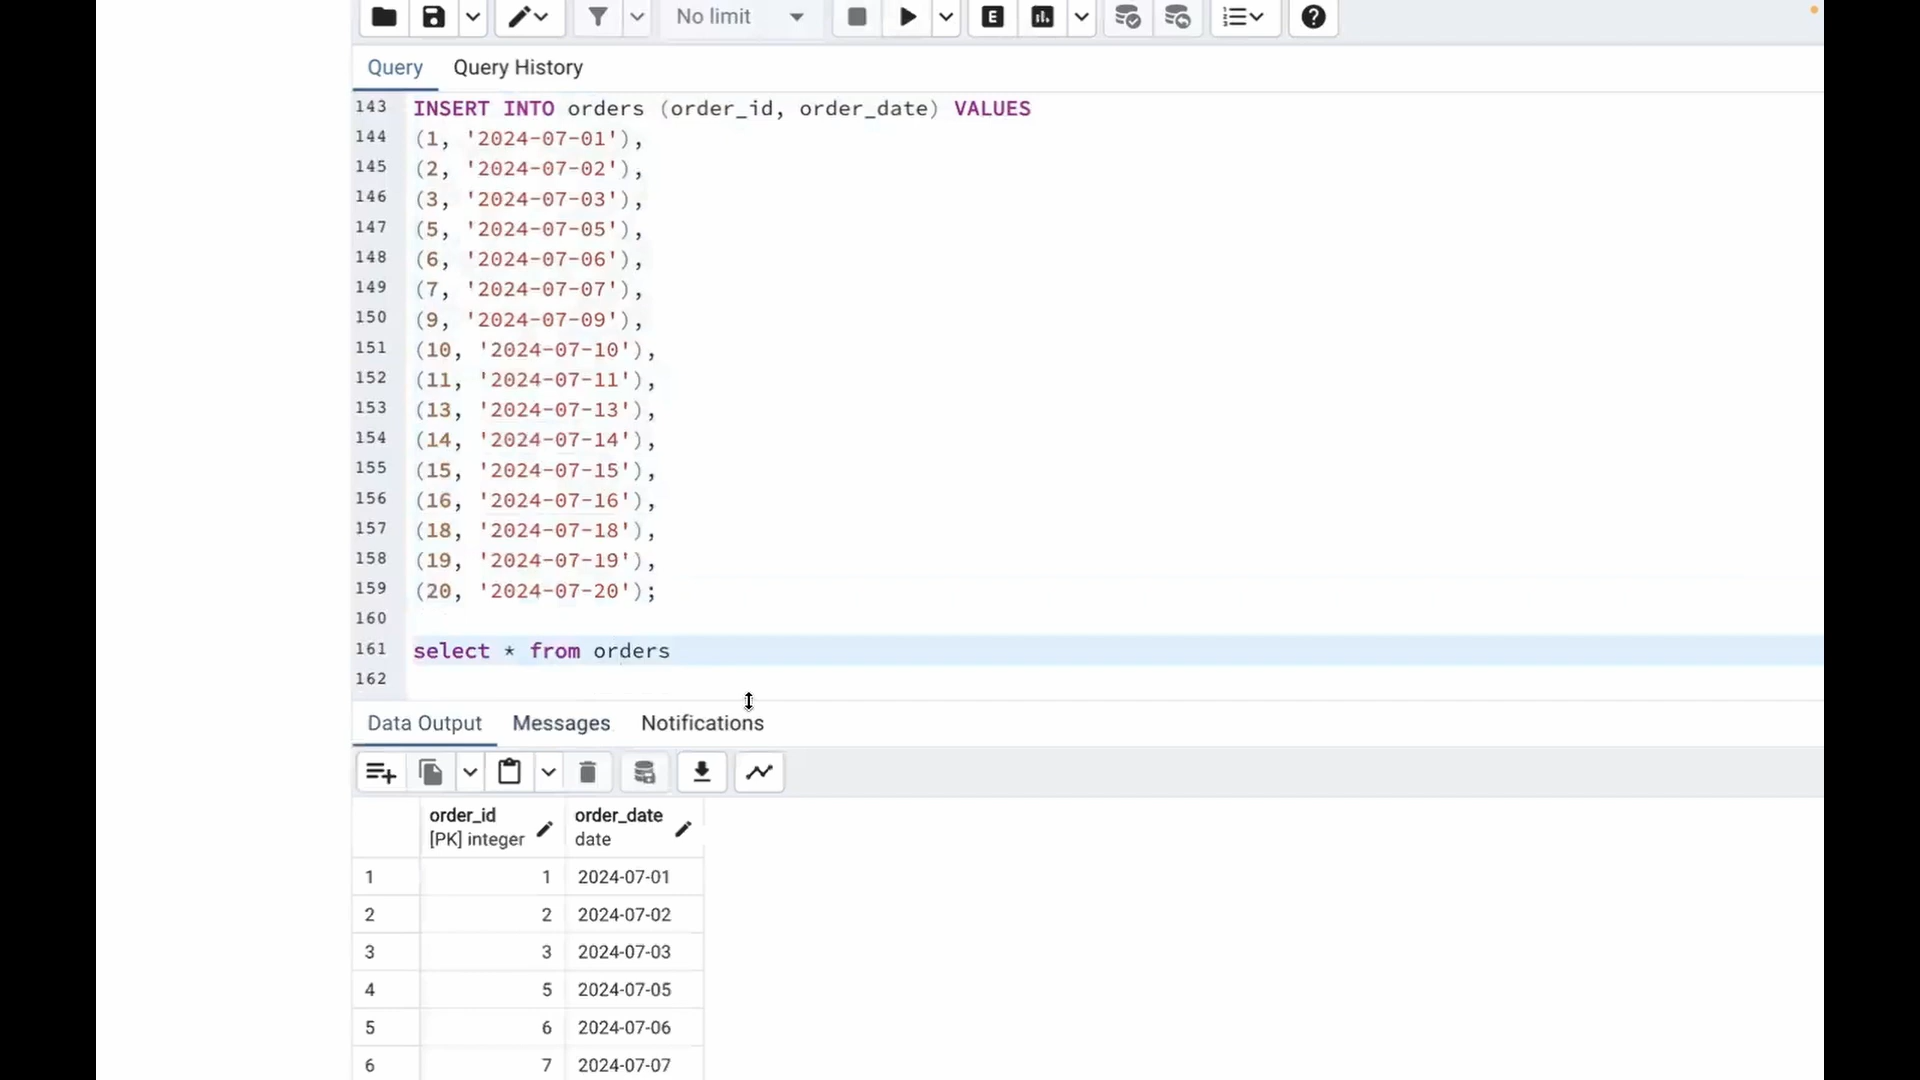 No limit
E
Query Query History
143 INSERT INTO orders (order_id, order_date) VALUES
144 (1, '2024-07-01'),
145 (2, '2024-07-02'),
146 (3, '2024-07-03'),
147 (5, '2024-07-05'),
148 (6, '2024-07-06'),
149 (7, '2024-07-07'),
150 (9, '2024-07-09'),
151 (10, '2024-07-10'),
152 (11, '2024-07-11'),
153 (13, '2024-07-13'),
154 (14, '2024-07-14'),
155 (15, '2024-07-15'),
156 (16, '2024-07-16'),
157 (18, '2024-07-18'),
158 (19, '2024-07-19'),
159 (20, '2024-07-20');
160
161 select * from orders
162
Data Output Messages Notifications
order_id order_date
[PK] integer date
1 1 2024-07-01
2 2 2024-07-02
3 3 2024-07-03
4 5 2024-07-05
5 6 2024-07-06
6 7 2024-07-07